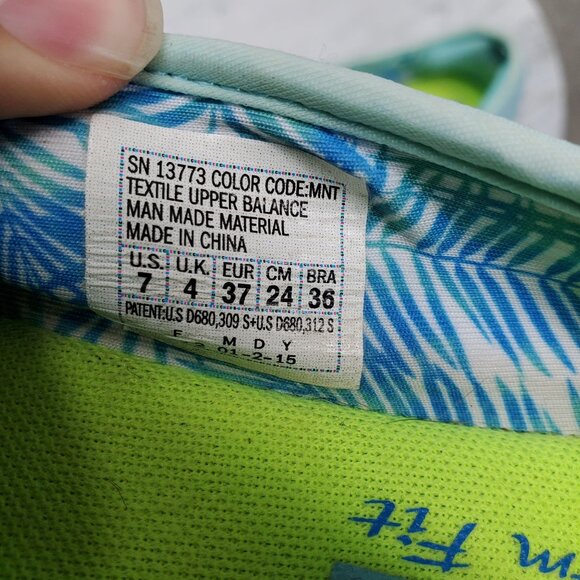 SN 13773 COLOR CODE:MNT
TEXTILE UPPER BALANCE
MAN MADE MATERIAL
MADE IN CHINA
U.S. U.K. EUR CM BRA
7 4 37 24 36
PATENT:U.S D680,309 S+U.S D680,312 S
F M D Y
01-2-15
m Fit